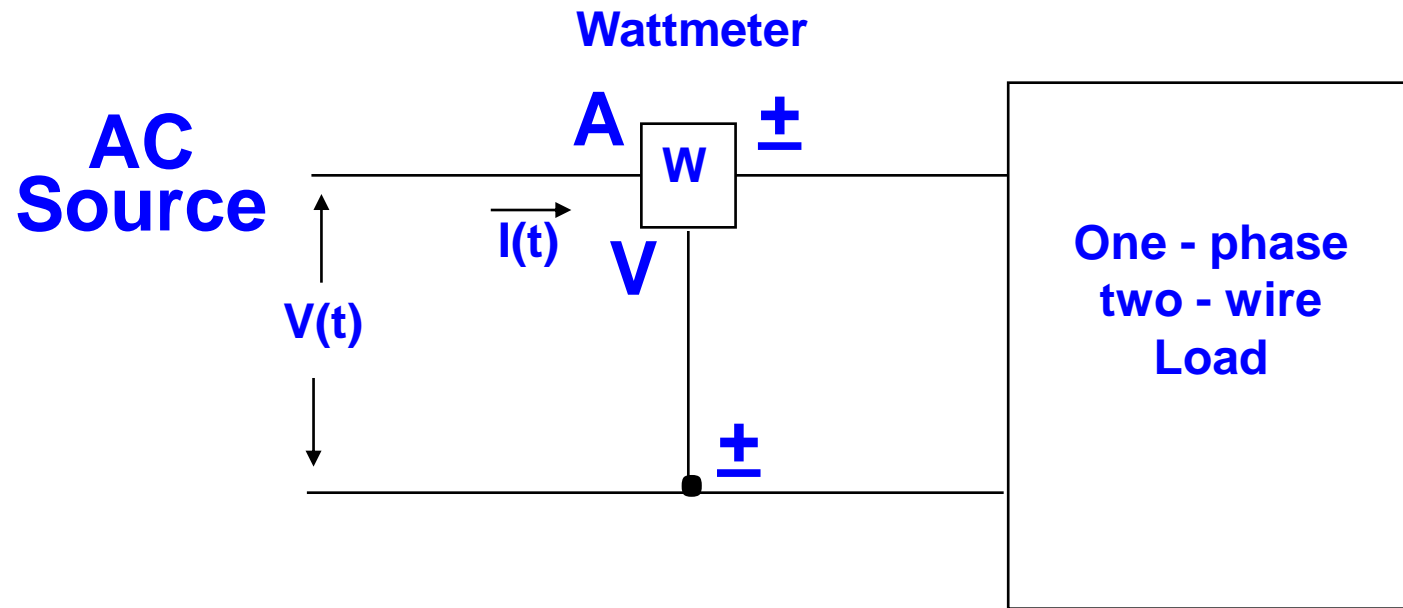 Wattmeter
AC
Source
A
±
W
I(t)
V
V(t)
±
One - phase
two - wire
Load